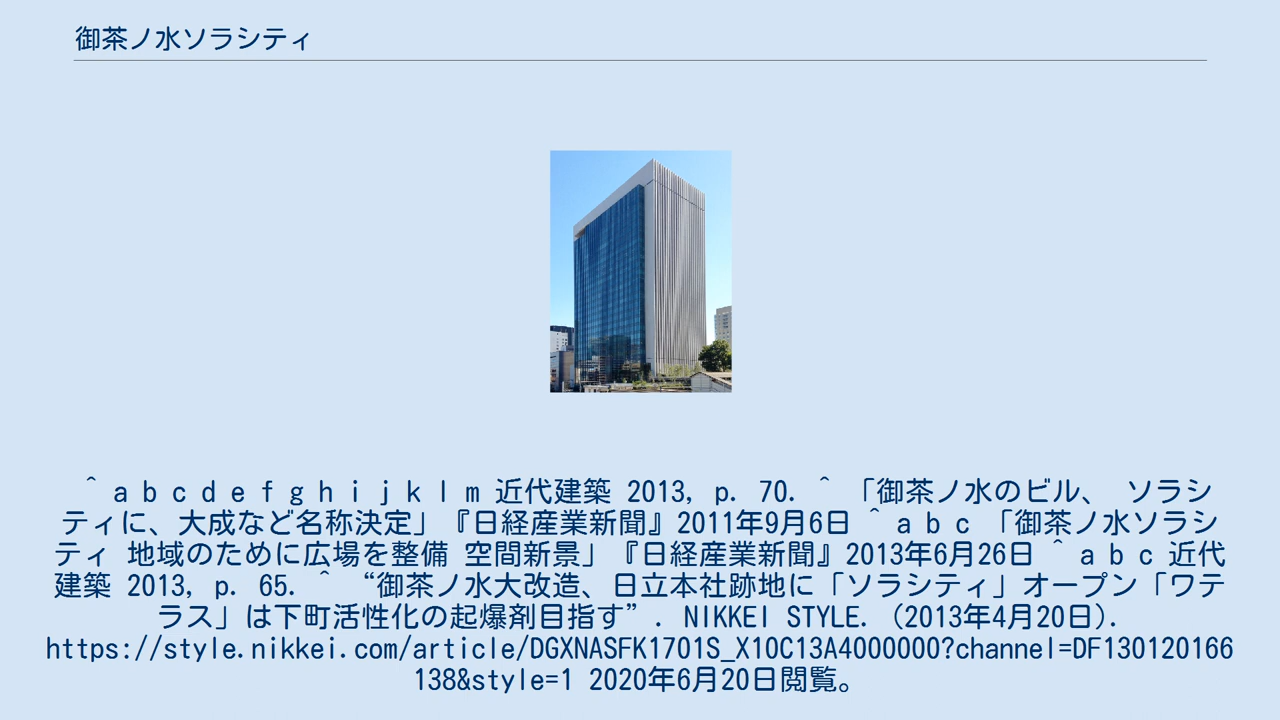 御茶ノ水ソラシティ
^ a b c d e f g h i j k l m 近代建築 2013, p. 70. ^ 「御茶ノ水のビル、 ソラシ
ティに、大成など名称決定」『日経産業新聞』2011年9月6日 ^ a b c 「御茶ノ水ソラシ
ティ 地域のために広場を整備 空間新景」『日経産業新聞』2013年6月26日 ^ a b c 近代
建築 2013, p. 65. ^ “御茶ノ水大改造、日立本社跡地に「ソラシティ」オープン「ワテ
ラス」は下町活性化の起爆剤目指す”. NIKKEI STYLE. (2013年4月20日).
https://style.nikkei.com/article/DGXNASFK1701S_X10C13A4000000?channel=DF130120166
138&style=1 2020年6月20日閲覧。